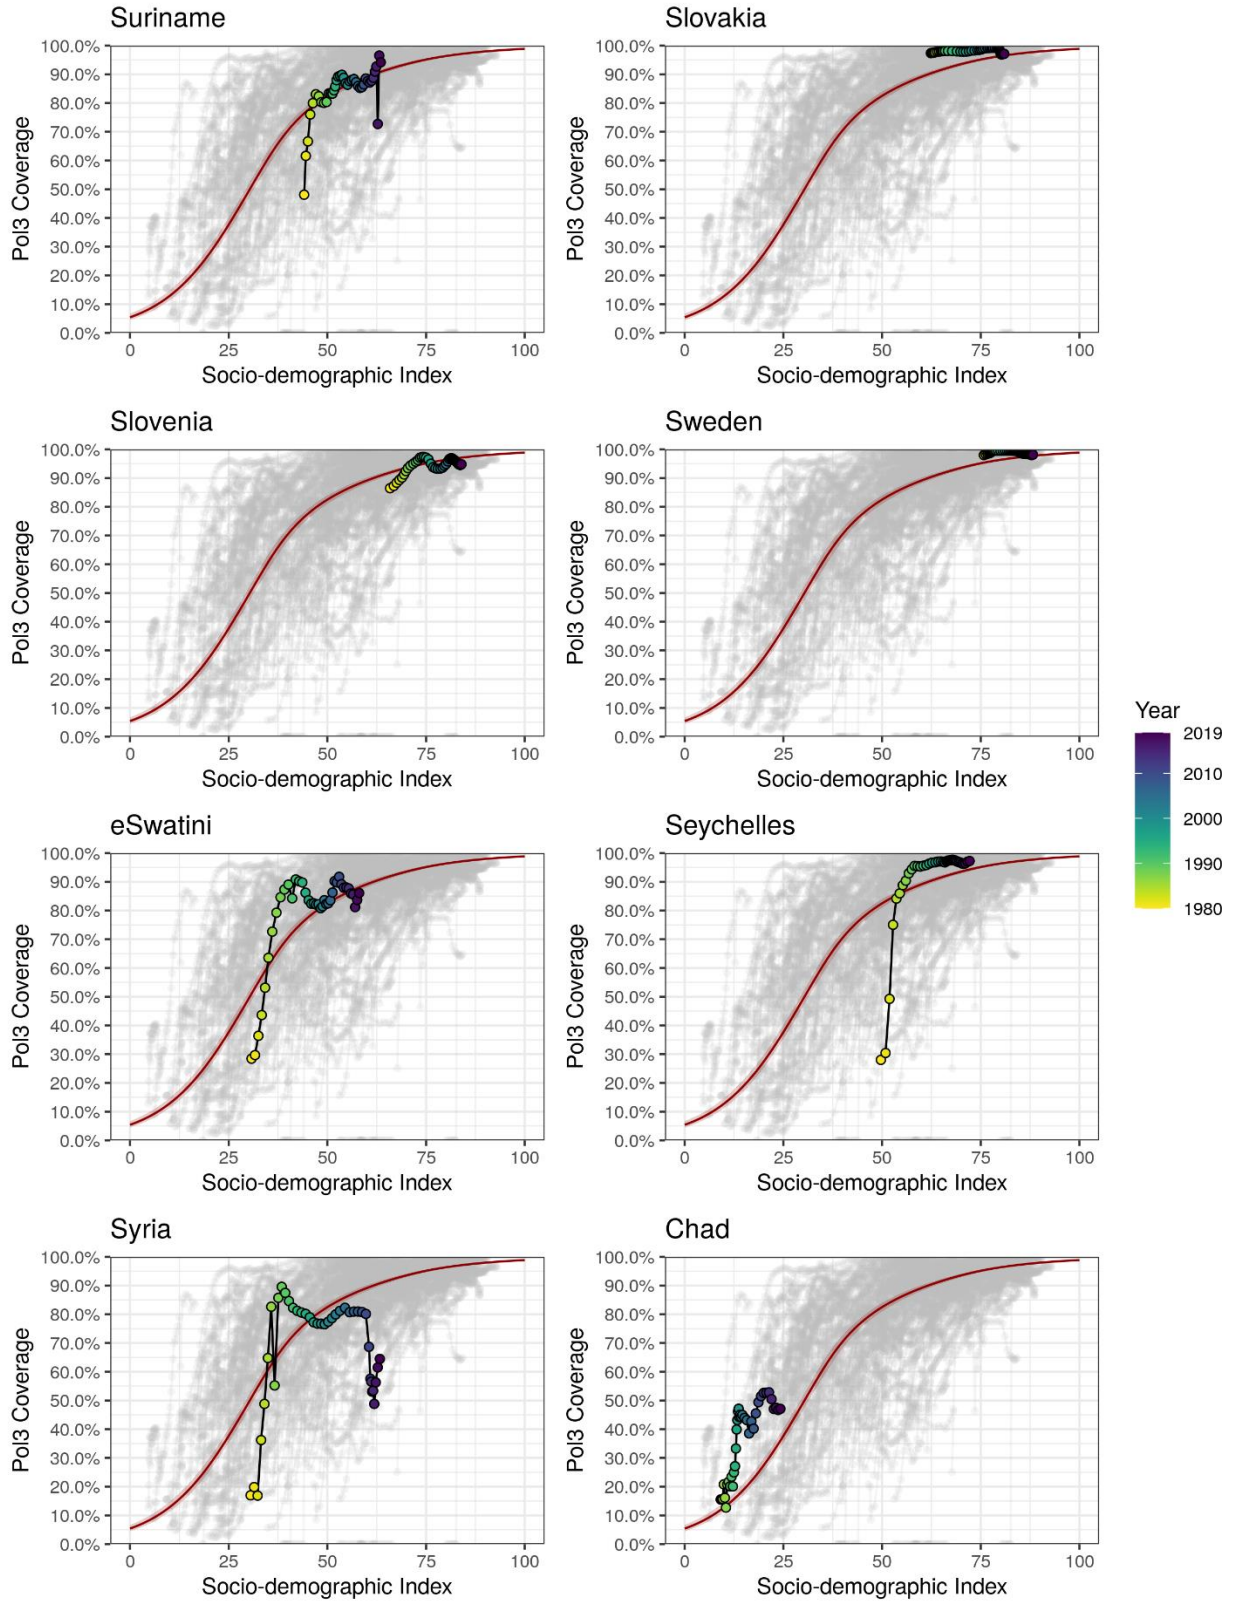 Suriname
Slovakia
100.0%
90.0%
80.0%
70.0%
60.0%
50.0%
40.0%
30.0%
20.0%
10.0%
0.0%
Pol3 Coverage
0 25 50 75 100
Socio-demographic Index
100.0%
90.0%
80.0%
70.0%
60.0%
50.0%
40.0%
30.0%
20.0%
10.0%
0.0%
Pol3 Coverage
0 25 50 75 100
Socio-demographic Index
Slovenia
Sweden
100.0%
90.0%
80.0%
70.0%
60.0%
50.0%
40.0%
30.0%
20.0%
10.0%
0.0%
Pol3 Coverage
0 25 50 75 100
Socio-demographic Index
100.0%
90.0%
80.0%
70.0%
60.0%
50.0%
40.0%
30.0%
20.0%
10.0%
0.0%
Pol3 Coverage
0 25 50 75 100
Socio-demographic Index
Year
2019
2010
2000
1990
1980
eSwatini
Seychelles
100.0%
90.0%
80.0%
70.0%
60.0%
50.0%
40.0%
30.0%
20.0%
10.0%
0.0%
Pol3 Coverage
0 25 50 75 100
Socio-demographic Index
100.0%
90.0%
80.0%
70.0%
60.0%
50.0%
40.0%
30.0%
20.0%
10.0%
0.0%
Pol3 Coverage
0 25 50 75 100
Socio-demographic Index
Syria
Chad
100.0%
90.0%
80.0%
70.0%
60.0%
50.0%
40.0%
30.0%
20.0%
10.0%
0.0%
Pol3 Coverage
0 25 50 75 100
Socio-demographic Index
100.0%
90.0%
80.0%
70.0%
60.0%
50.0%
40.0%
30.0%
20.0%
10.0%
0.0%
Pol3 Coverage
0 25 50 75 100
Socio-demographic Index